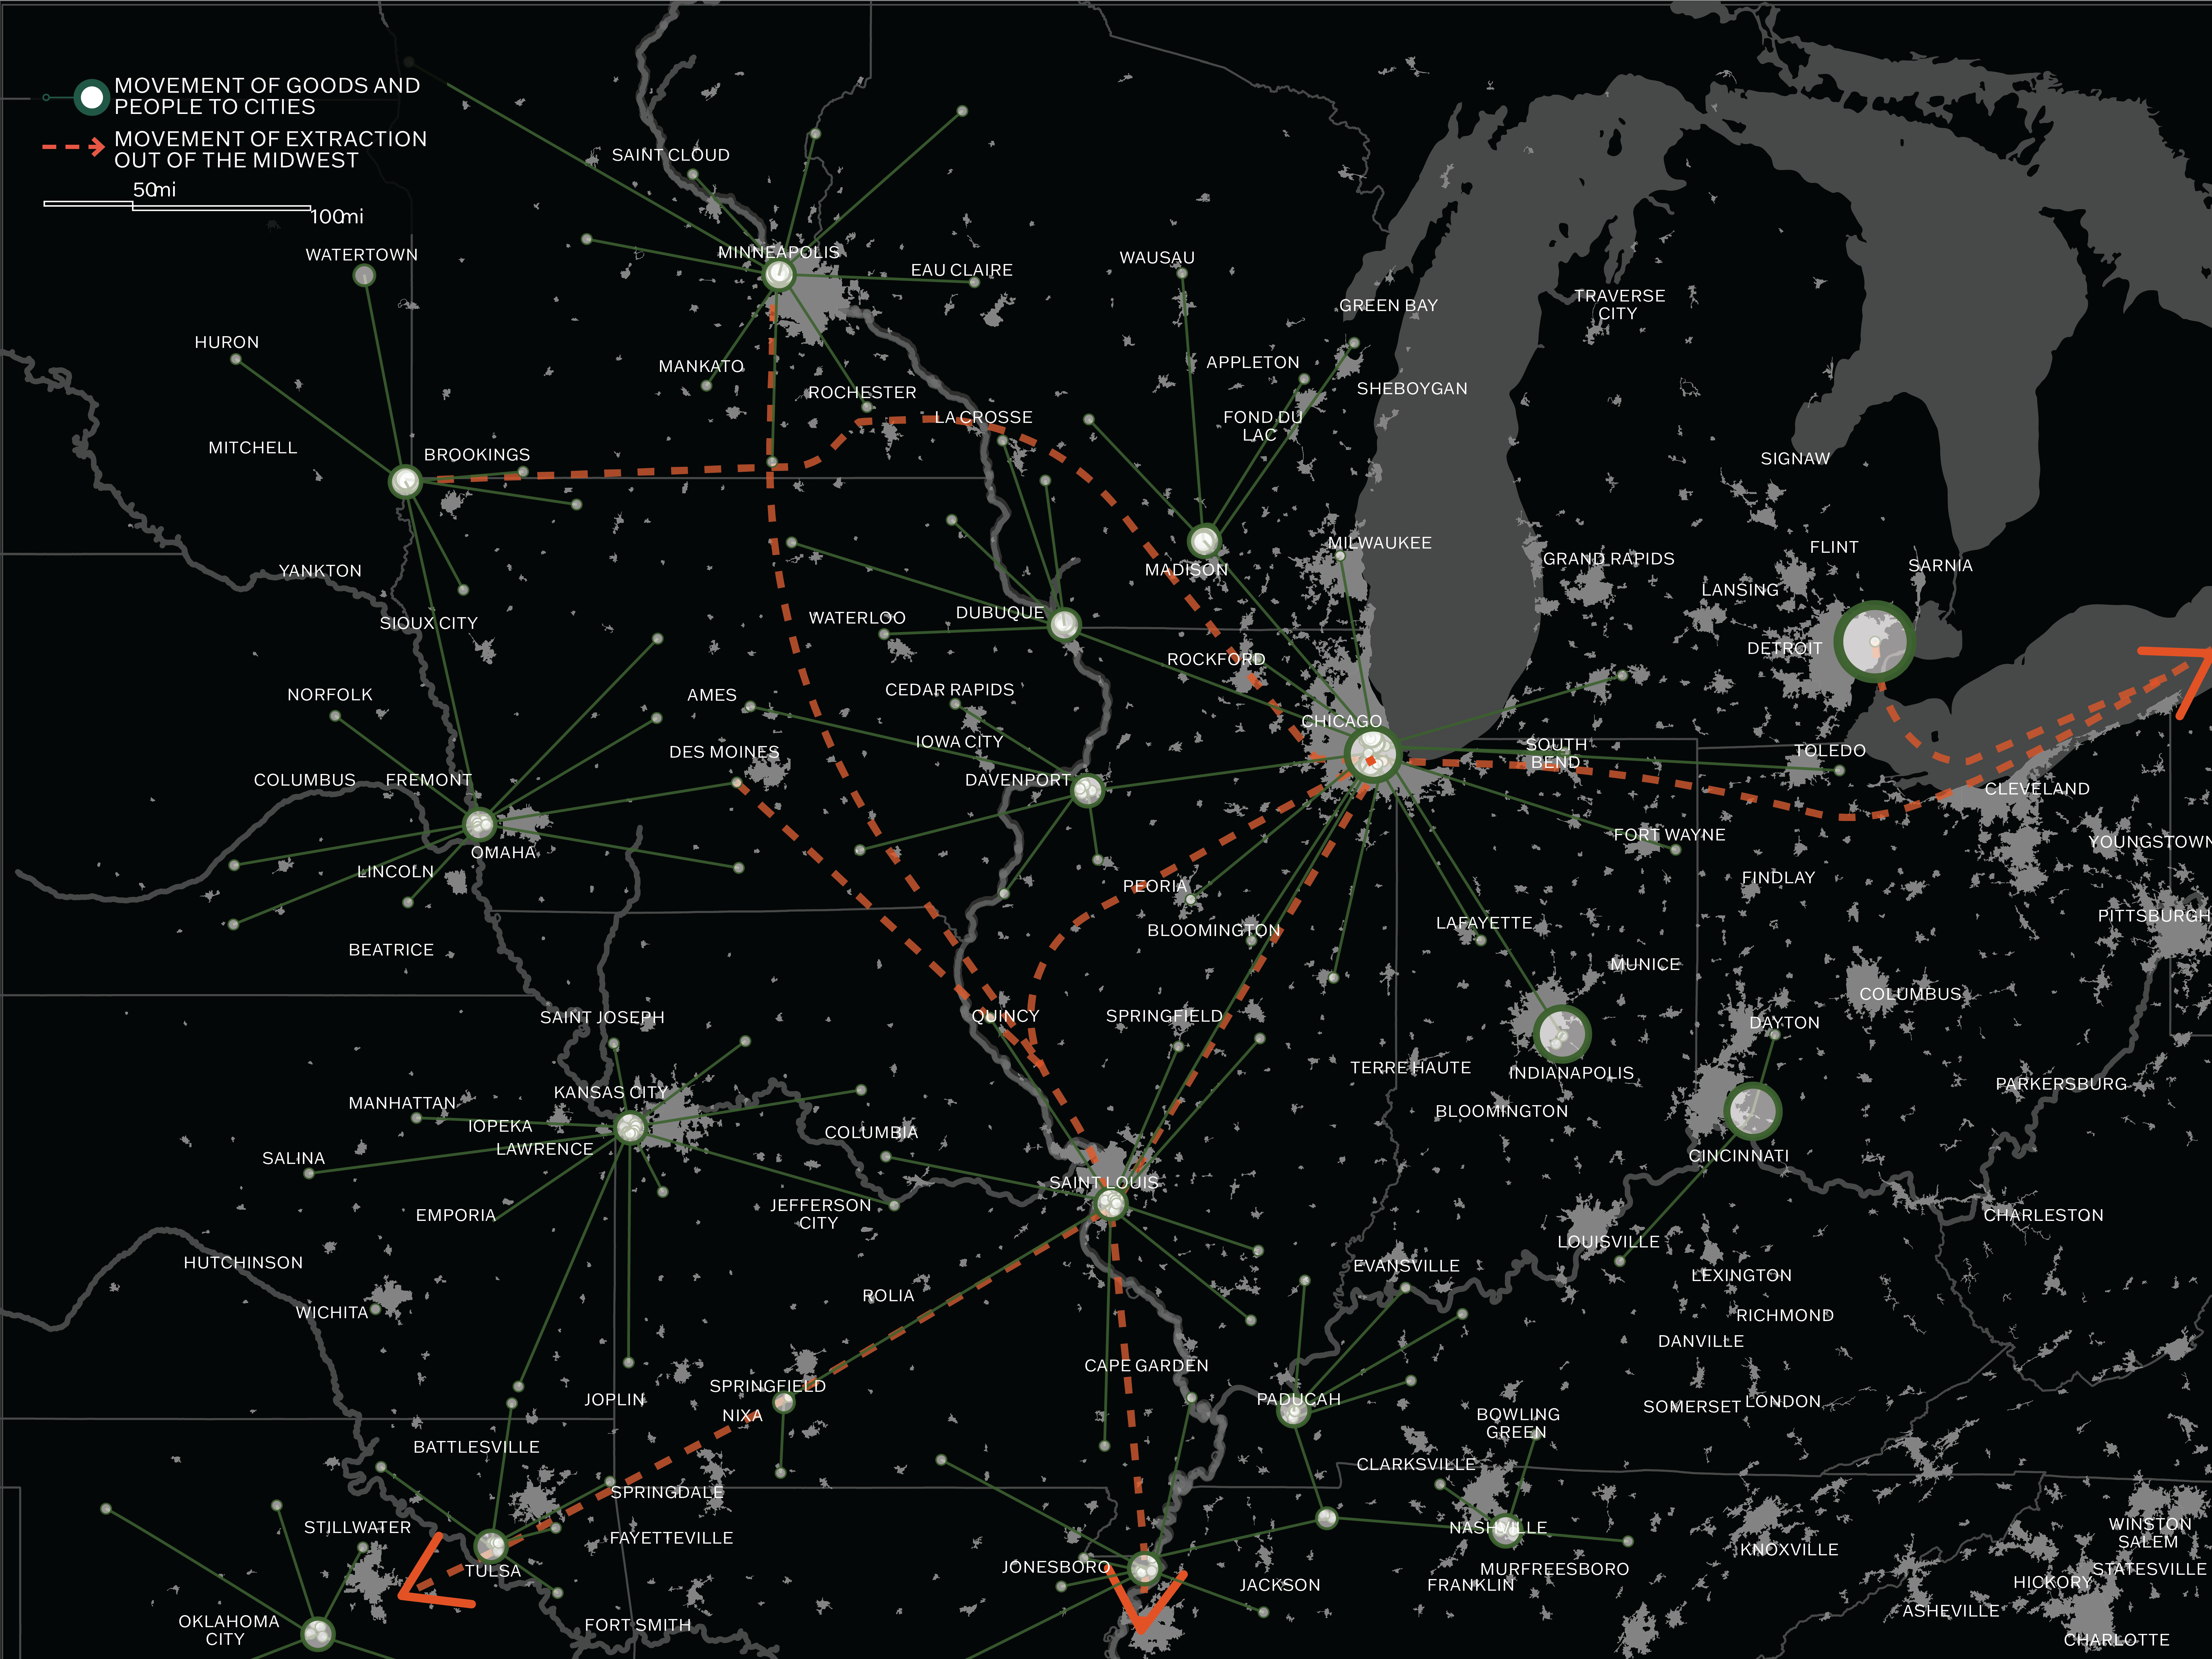 MOVEMENT OF GOODS AND
PEOPLE TO CITIES
MOVEMENT OF EXTRACTION
OUT OF THE MIDWEST
50mi
100mi
SAINT CLOUD
WATERTOWN
MINNEAPOLIS
EAU CLAIRE
WAUSAU
GREEN BAY
TRAVERSE
CITY
HURON
MANKATO
ROCHESTER
APPLETON
SHEBOYGAN
LA CROSSE
FOND DU
LAC
MITCHELL
BROOKINGS
SIGNAW
YANKTON
MADISON
MILWAUKEE
GRAND RAPIDS
FLINT
SARNIA
LANSING
SIOUX CITY
WATERLOO
DUBUQUE
DETROIT
ROCKFORD
NORFOLK
AMES
CEDAR RAPIDS
CHICAGO
DES MOINES
IOWA CITY
SOUTH
BEND
TOLEDO
COLUMBUS
FREMONT
DAVENPORT
CLEVELAND
OMAHA
FORT WAYNE
YOUNGSTOWN
LINCOLN
PEORIA
FINDLAY
BEATRICE
BLOOMINGTON
LAFAYETTE
PITTSBURGH
MUNICE
COLUMBUS
SAINT JOSEPH
QUINCY
SPRINGFIELD
DAYTON
KANSAS CITY
TERRE HAUTE
INDIANAPOLIS
PARKERSBURG
MANHATTAN
IOPEKA
COLUMBIA
BLOOMINGTON
LAWRENCE
SALINA
CINCINNATI
SAINT LOUIS
EMPORIA
JEFFERSON
CITY
CHARLESTON
HUTCHINSON
LOUISVILLE
EVANSVILLE
LEXINGTON
WICHITA
ROLIA
RICHMOND
DANVILLE
CAPE GARDEN
JOPLIN
SPRINGFIELD
NIXA
PADUCAH
SOMERSET
LONDON
BOWLING
GREEN
BATTLESVILLE
CLARKSVILLE
SPRINGDALE
STILLWATER
FAYETTEVILLE
NASHVILLE
KNOXVILLE
WINSTON
SALEM
TULSA
JONESBORO
JACKSON
MURFREESBORO
FRANKLIN
HICKORY
STATESVILLE
OKLAHOMA
CITY
FORT SMITH
ASHEVILLE
CHARLOTTE